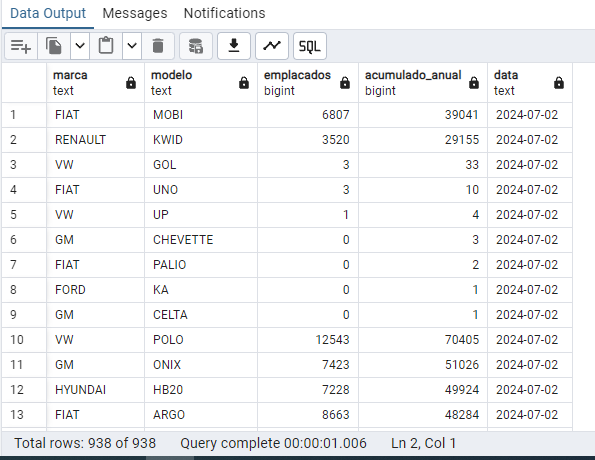 Data Output Messages Notifications
SQL
marca modelo emplacados acumulado_anual data
text text bigint bigint text
1 FIAT MOBI 6807 39041 2024-07-02
2 RENAULT KWID 3520 29155 2024-07-02
3 VW GOL 3 33 2024-07-02
4 FIAT UNO 3 10 2024-07-02
5 VW UP 1 4 2024-07-02
6 GM CHEVETTE 0 3 2024-07-02
7 FIAT PALIO 0 2 2024-07-02
8 FORD KA 0 1 2024-07-02
9 GM CELTA 0 1 2024-07-02
10 VW POLO 12543 70405 2024-07-02
11 GM ONIX 7423 51026 2024-07-02
12 HYUNDAI HB20 7228 49924 2024-07-02
13 FIAT ARGO 8663 48284 2024-07-02
Total rows: 938 of 938 Query complete 00:00:01.006 Ln 2, Col 1